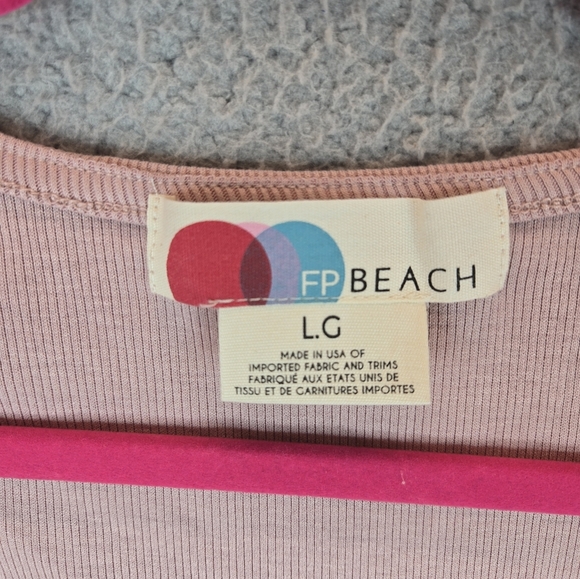 FP BEACH
L.G
MADE IN USA OF
IMPORTED FABRIC AND TRIMS
FABRIQUÉ AUX ETATS UNIS DE
TISSU ET DE GARNITURES IMPORTES